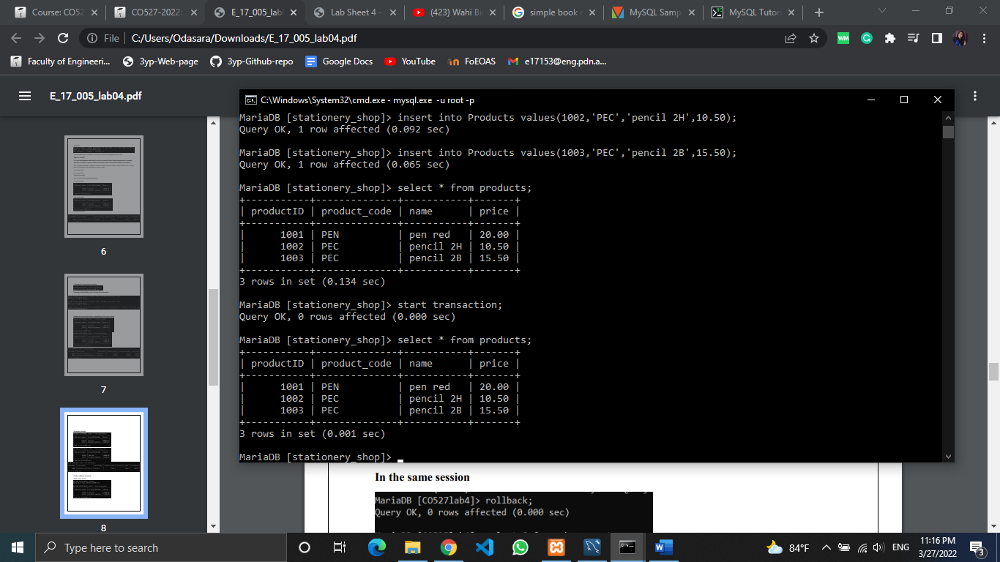 Course: CO52
CO527-2022:
E_17_005_lab
Lab Sheet 4 -
(423) Wahi Bi
simple book
MySQL Samp
MySQL Tutor
File
C:/Users/Odasara/Downloads/E_17_005_lab04.pdf
Faculty of Engineeri...
3yp-Web-page
3yp-Github-repo
Google Docs
YouTube
FoEOAS
e17153@eng.pdn.a...
E_17_005_lab04.pdf
6
7
8
C:\Windows\System32\cmd.exe - mysql.exe -u root -p
MariaDB [stationery_shop]> insert into Products values(1002,'PEC','pencil 2H',10.50);
Query OK, 1 row affected (0.092 sec)
MariaDB [stationery_shop]> insert into Products values(1003,'PEC','pencil 2B',15.50);
Query OK, 1 row affected (0.065 sec)
MariaDB [stationery_shop]> select * from products;
+-----------+--------------+-----------+-------+
| productID | product_code | name      | price |
+-----------+--------------+-----------+-------+
|      1001 | PEN          | pen red   | 20.00 |
|      1002 | PEC          | pencil 2H | 10.50 |
|      1003 | PEC          | pencil 2B | 15.50 |
+-----------+--------------+-----------+-------+
3 rows in set (0.134 sec)
MariaDB [stationery_shop]> start transaction;
Query OK, 0 rows affected (0.000 sec)
MariaDB [stationery_shop]> select * from products;
+-----------+--------------+-----------+-------+
| productID | product_code | name      | price |
+-----------+--------------+-----------+-------+
|      1001 | PEN          | pen red   | 20.00 |
|      1002 | PEC          | pencil 2H | 10.50 |
|      1003 | PEC          | pencil 2B | 15.50 |
+-----------+--------------+-----------+-------+
3 rows in set (0.001 sec)
MariaDB [stationery_shop]>
In the same session
MariaDB [CO527lab4]> rollback;
Query OK, 0 rows affected (0.000 sec)
Type here to search
84°F
ENG
11:16 PM
3/27/2022
3